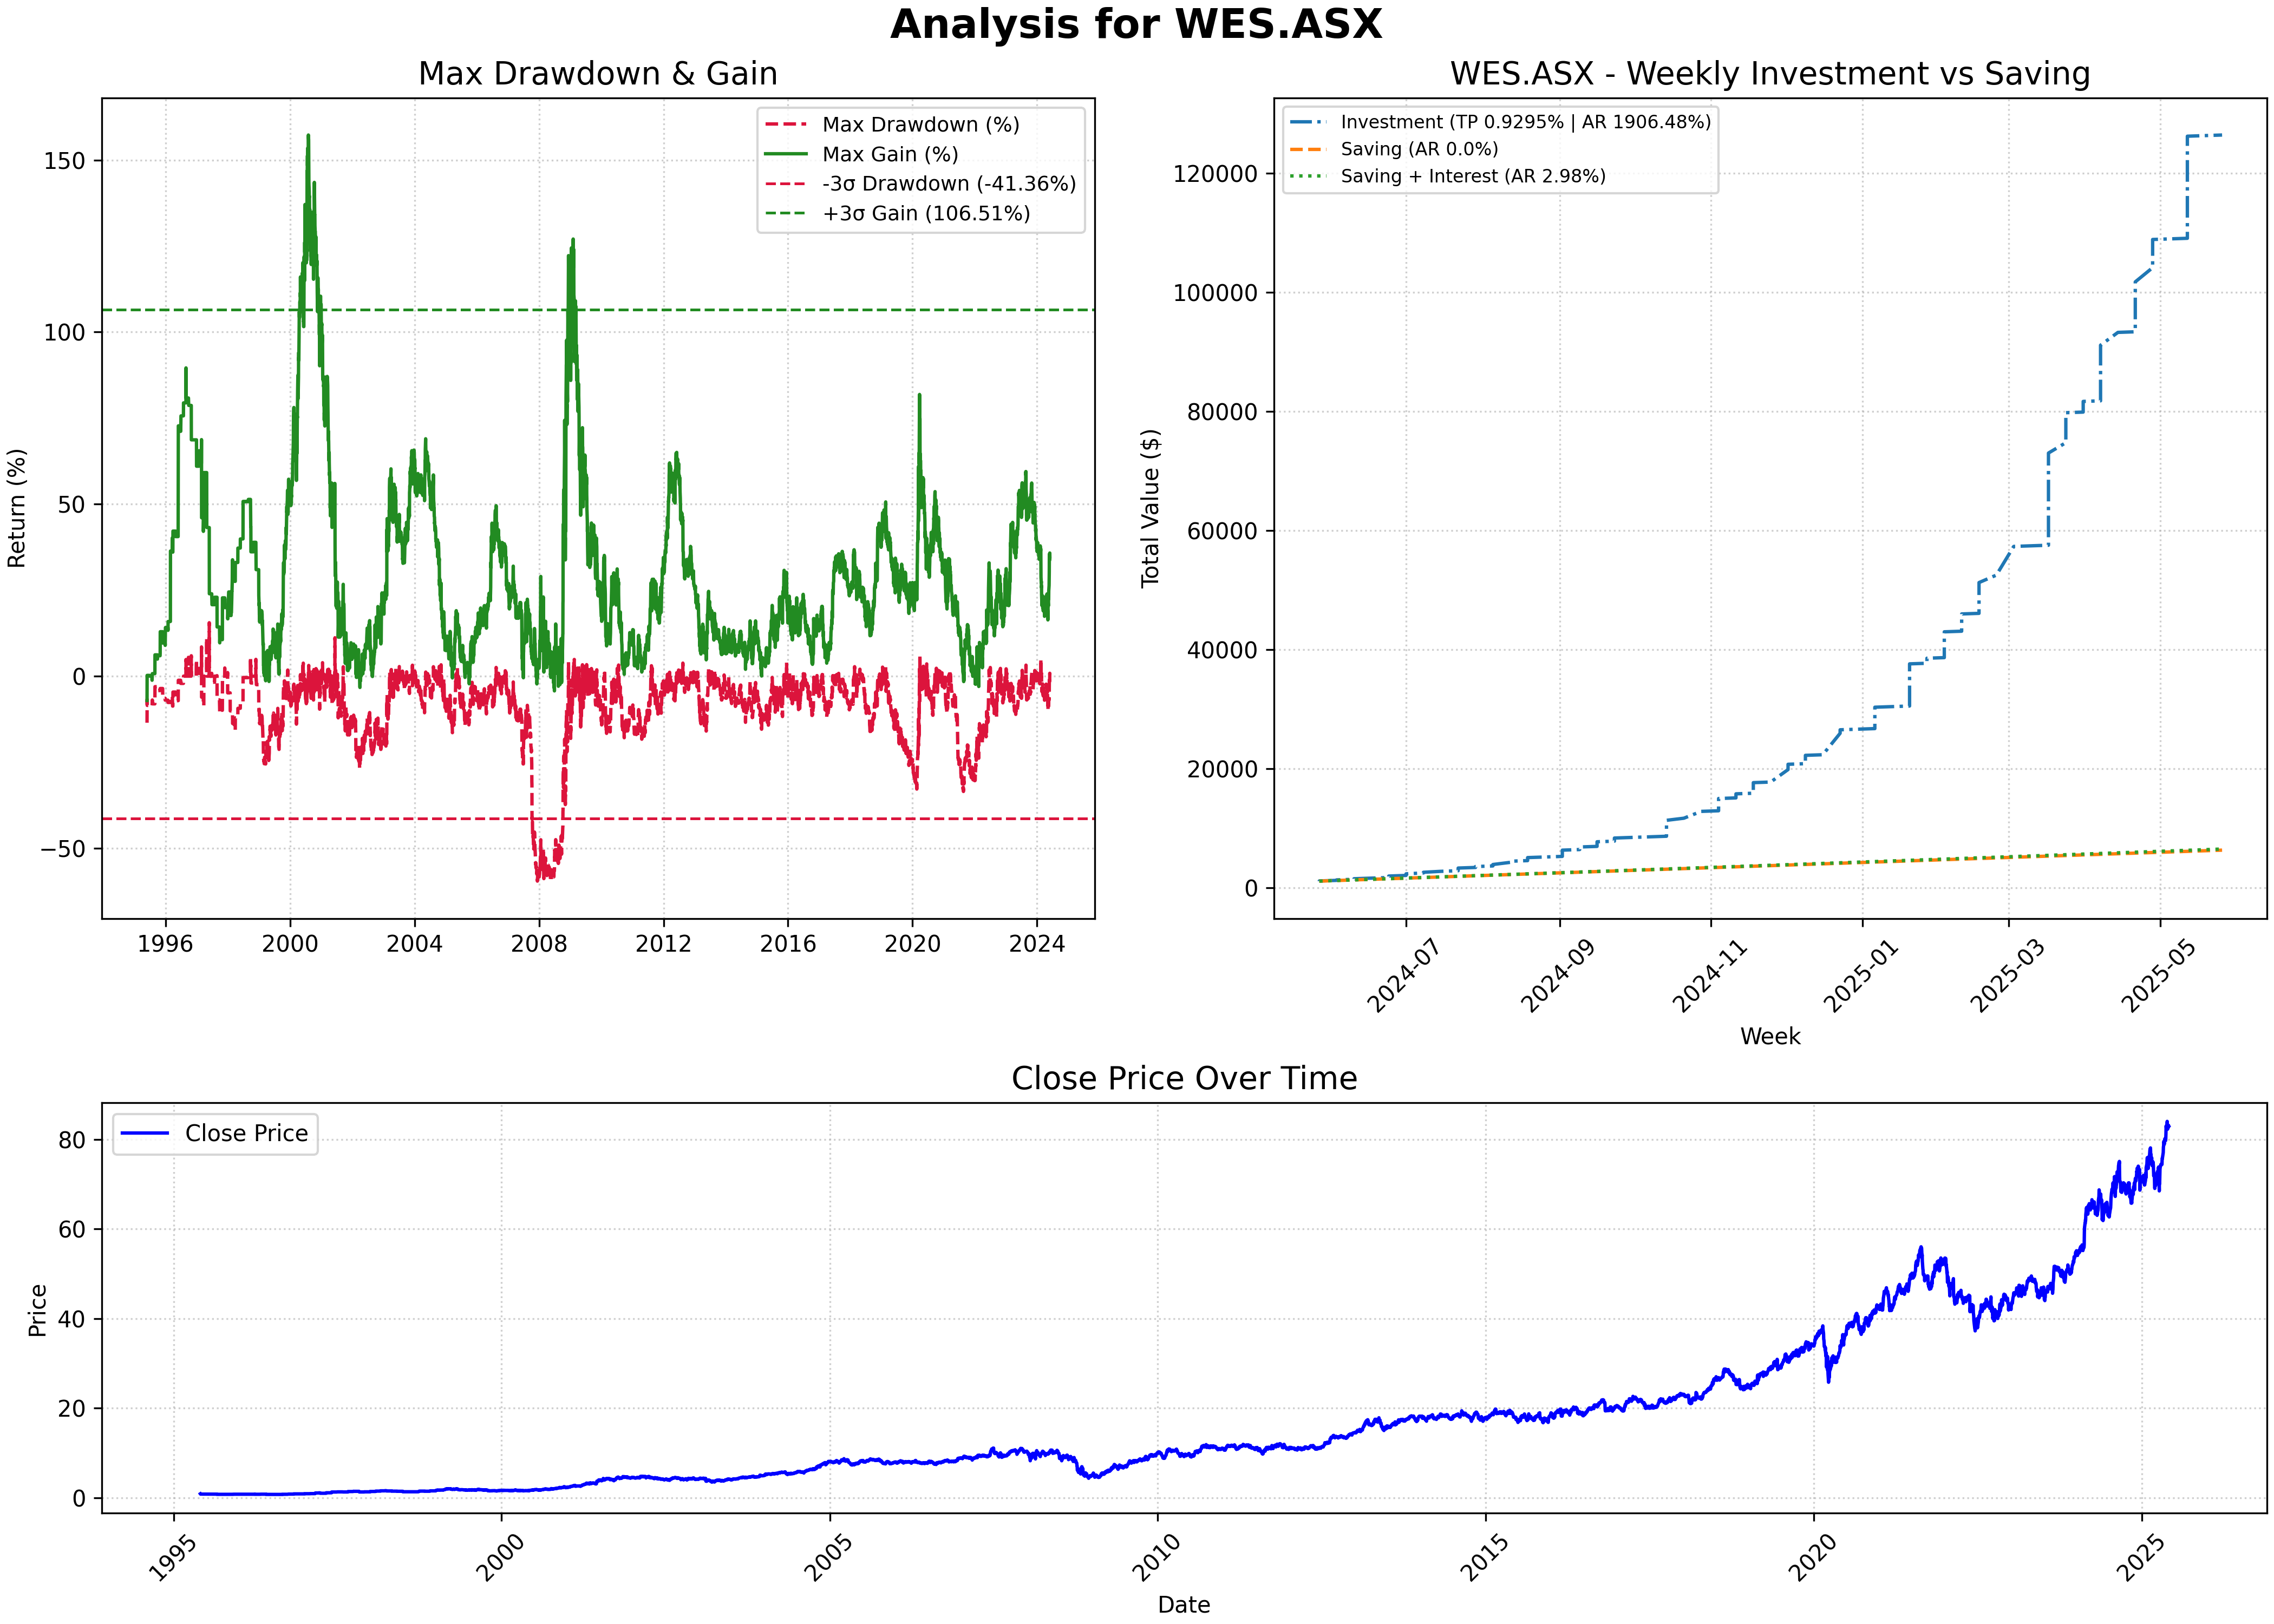 Analysis for WES.ASX
Max Drawdown & Gain
Return (%)
150
100
50
0
−50
1996
2000
2004
2008
2012
2016
2020
2024
Max Drawdown (%)
Max Gain (%)
-3σ Drawdown (-41.36%)
+3σ Gain (106.51%)
WES.ASX - Weekly Investment vs Saving
Total Value ($)
120000
100000
80000
60000
40000
20000
0
2024-07
2024-09
2024-11
2025-01
2025-03
2025-05
Week
Investment (TP 0.9295% | AR 1906.48%)
Saving (AR 0.0%)
Saving + Interest (AR 2.98%)
Close Price Over Time
Price
80
60
40
20
0
1995
2000
2005
2010
2015
2020
2025
Date
Close Price